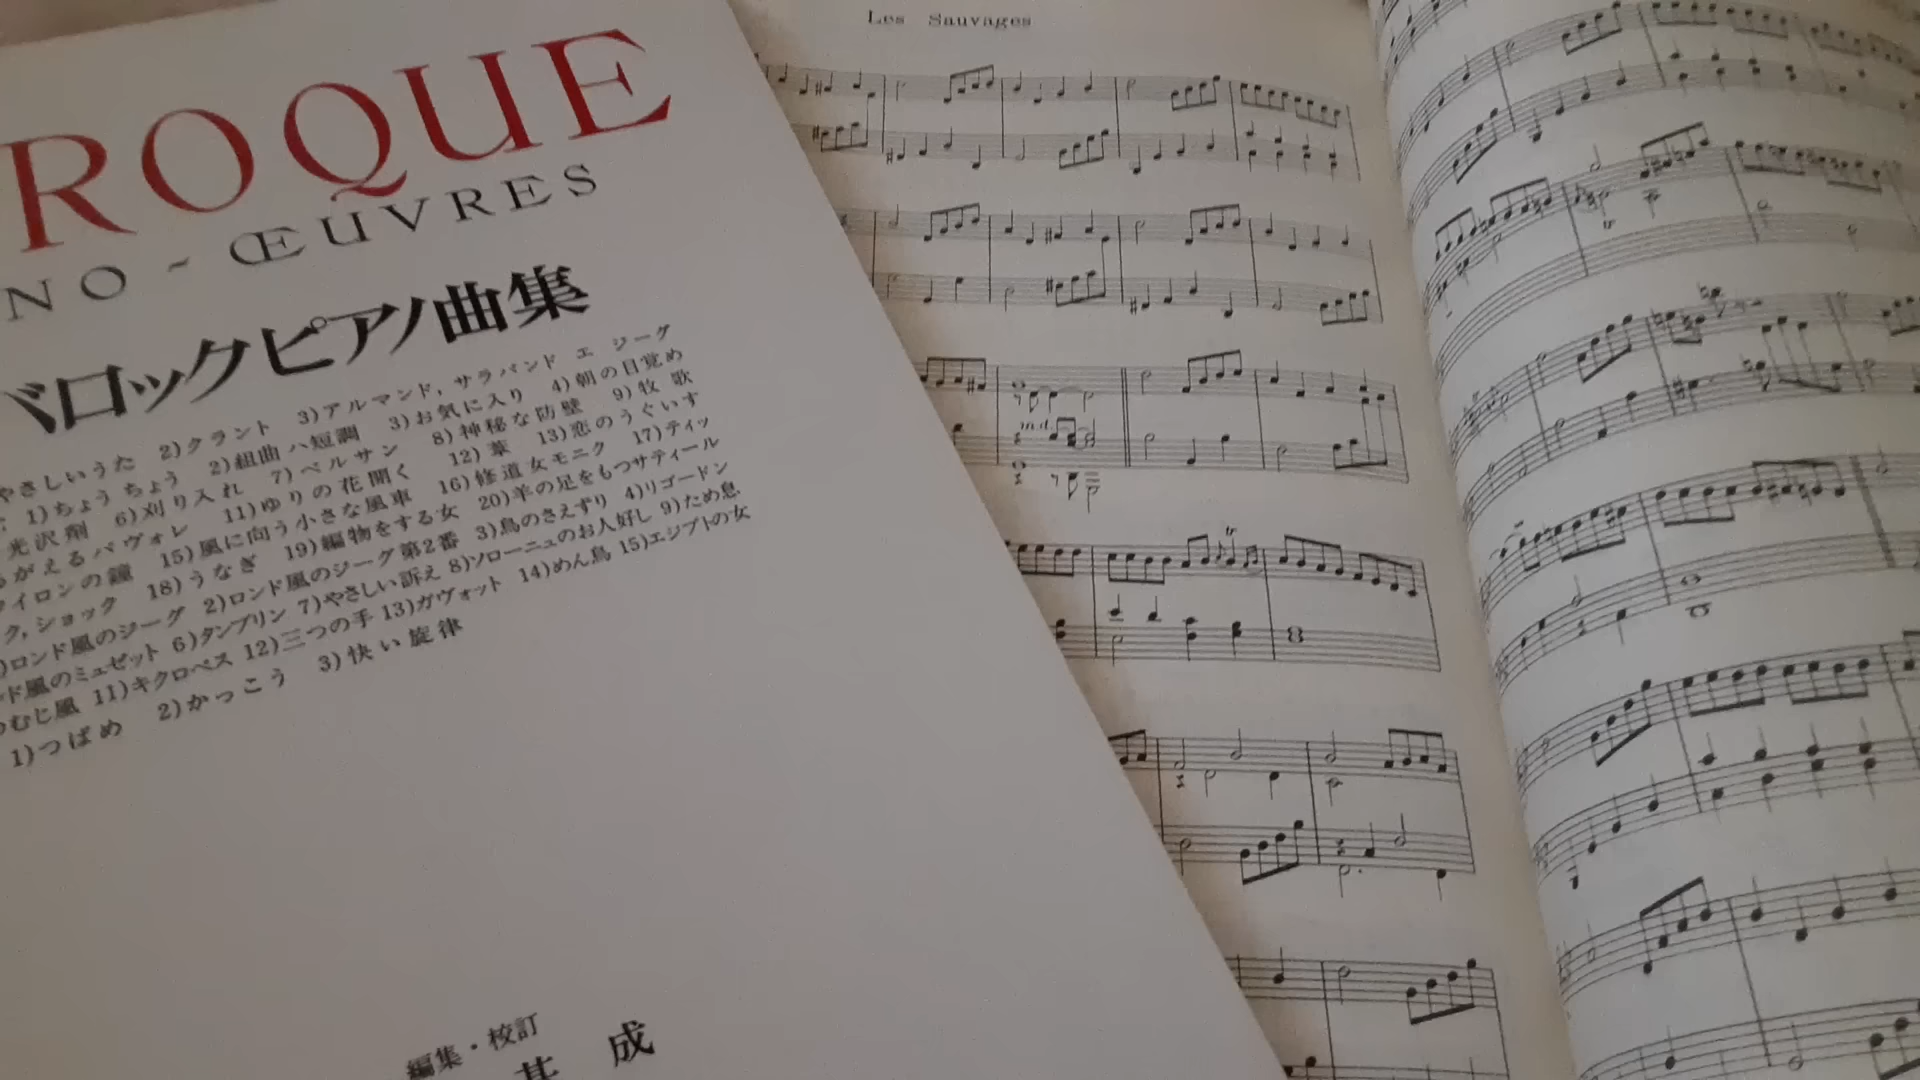 ROQUE
NO - ŒUVRES
バロックピアノ曲集
やさしいうた 2)クラント 3)アルマンド, サラバンド エ ジーグ
1)ちょう ちょう 2)組曲ハ短調 3)お気に入り 4)朝の目覚め
光沢剤 6)刈り入れ 7)ベルサン 8)神秘な防壁 9)牧歌
るがえるバヴォレ 11)ゆりの花開く 12)葦 13)恋のうぐいす
イロンの鐘 15)風に向う小さな風車 16)修道女モニク 17)ティッ
ク,ショック 18)うなぎ 19)編物をする女 20)羊の足をもつサティール
)ロンド風のジーグ 2)ロンド風のジーグ第2番 3)鳥のさえずり 4)リゴードン
ド風のミュゼット 6)タンブリン 7)やさしい訴え 8)ソローニュのお人好し 9)ため息
つむじ風 11)キクロペス 12)三つの手 13)ガヴォット 14)めん鳥 15)エジプトの女
1)つばめ 2)かっこう 3)快い旋律
編集・校訂
基 成
Les Sauvages
m.d.
tr
tr